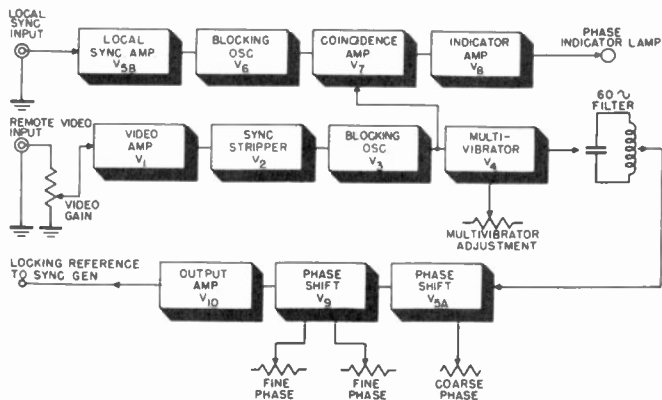 LOCAL SYNC
INPUT
LOCAL
SYNC AMP
V5B
BLOCKING
OSC
V6
COINCIDENCE
AMP
V7
INDICATOR
AMP
V8
PHASE
INDICATOR LAMP
60~
FILTER
REMOTE VIDEO
INPUT
VIDEO
GAIN
VIDEO
AMP
V1
SYNC
STRIPPER
V2
BLOCKING
OSC
V3
MULTI-
VIBRATOR
V4
MULTIVIBRATOR
ADJUSTMENT
LOCKING REFERENCE
TO SYNC GEN
OUTPUT
AMP
V10
PHASE
SHIFT
V9
PHASE
SHIFT
V5A
FINE
PHASE
FINE
PHASE
COARSE
PHASE